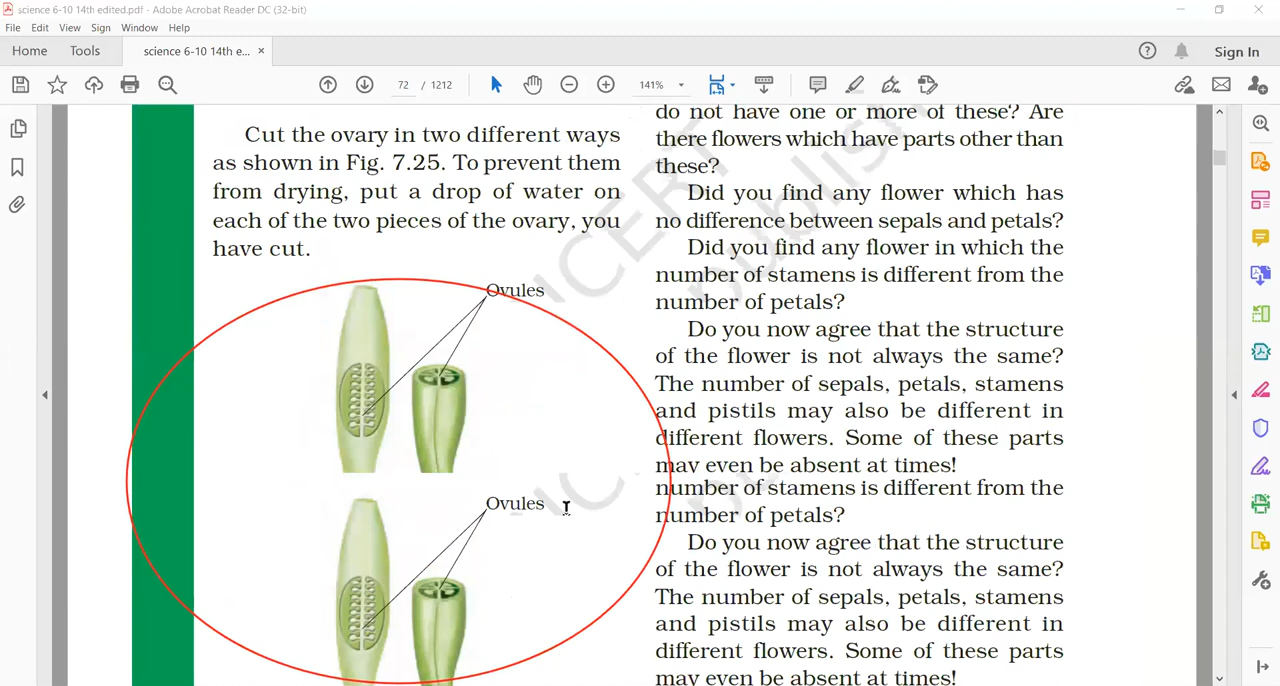 science 6-10 14th edited.pdf - Adobe Acrobat Reader DC (32-bit)
File Edit View Sign Window Help
Home Tools science 6-10 14th e... × Sign In
72 / 1212 141%
Cut the ovary in two different ways
as shown in Fig. 7.25. To prevent them
from drying, put a drop of water on
each of the two pieces of the ovary, you
have cut.
Ovules
Ovules
do not have one or more of these? Are
there flowers which have parts other than
these?
Did you find any flower which has
no difference between sepals and petals?
Did you find any flower in which the
number of stamens is different from the
number of petals?
Do you now agree that the structure
of the flower is not always the same?
The number of sepals, petals, stamens
and pistils may also be different in
different flowers. Some of these parts
may even be absent at times!
number of stamens is different from the
number of petals?
Do you now agree that the structure
of the flower is not always the same?
The number of sepals, petals, stamens
and pistils may also be different in
different flowers. Some of these parts
may even be absent at times!